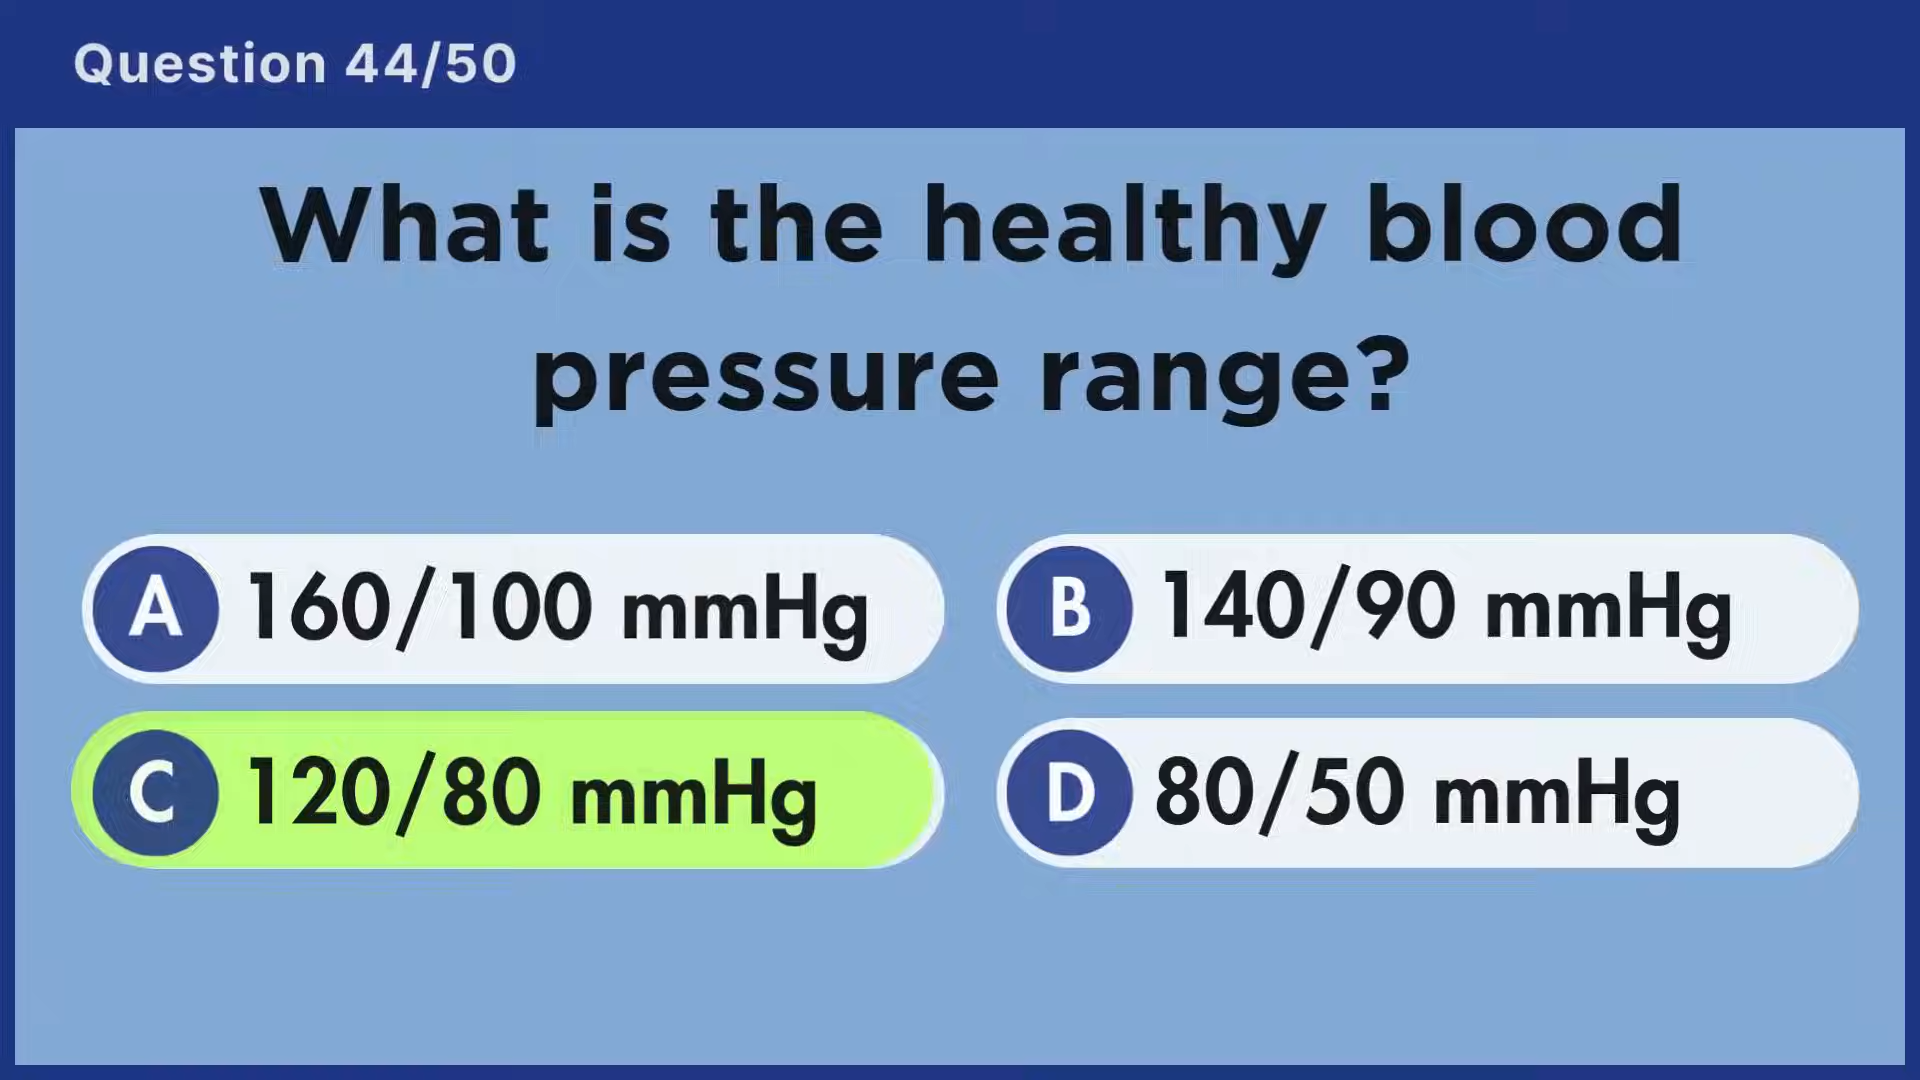 Question 44/50
What is the healthy blood
pressure range?
A 160/100 mmHg
B 140/90 mmHg
C 120/80 mmHg
D 80/50 mmHg